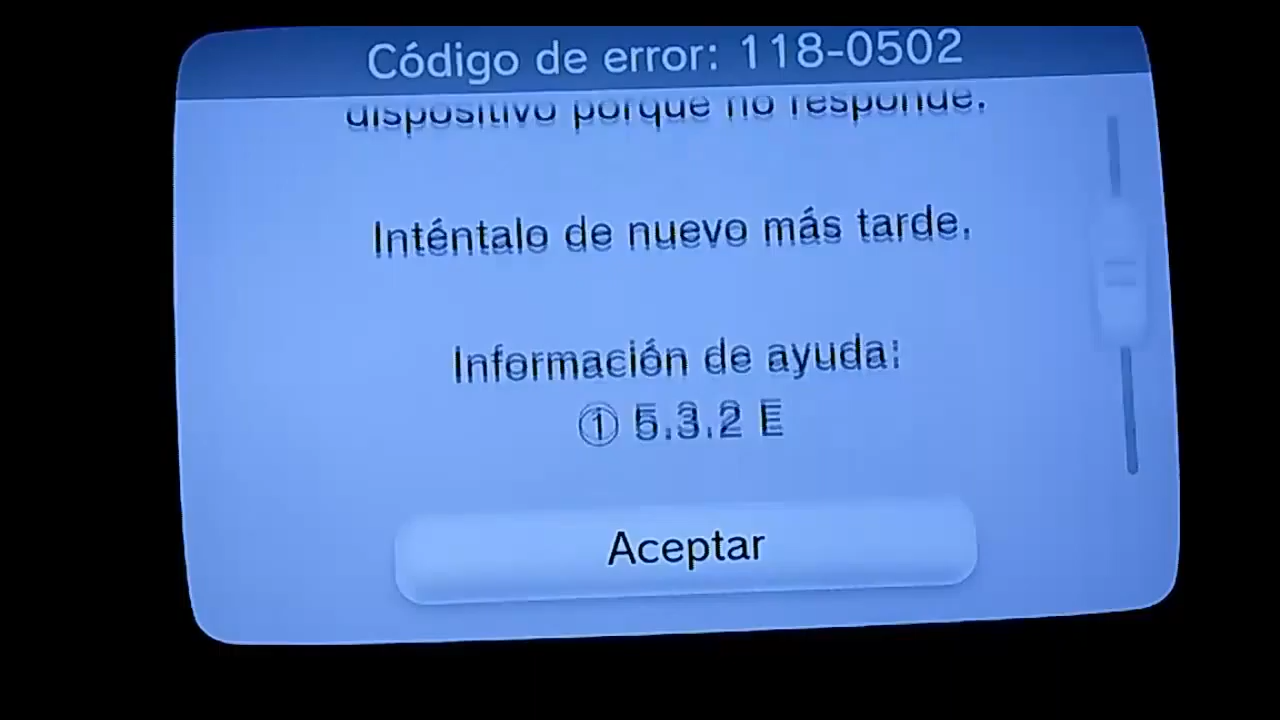 Código de error: 118-0502
dispositivo porque no responde.
Inténtalo de nuevo más tarde.
Información de ayuda:
① 5.3.2 E
Aceptar